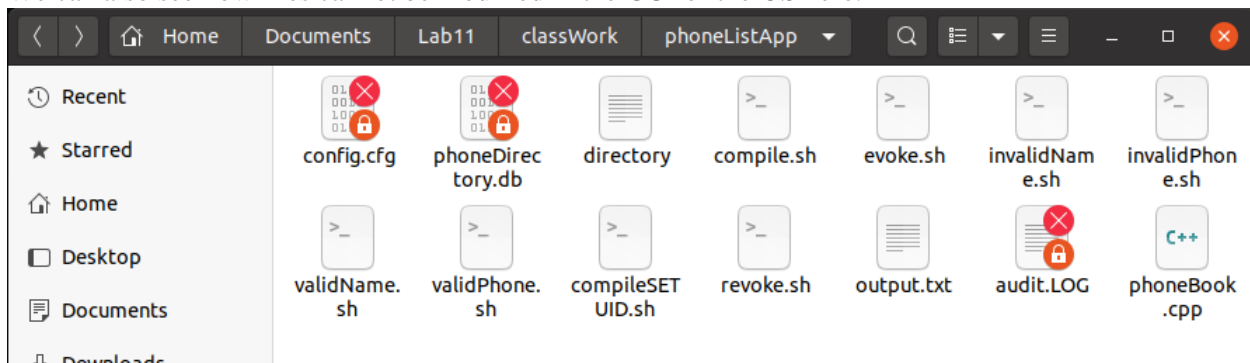 Home Documents Lab11 classWork phoneListApp
Recent
Starred
Home
Desktop
Documents
config.cfg phoneDirec directory compile.sh evoke.sh invalidNam invalidPhon
tory.db e.sh e.sh
>_ >_ >_ >_ C++
validName. validPhone. compileSET revoke.sh output.txt audit.LOG phoneBook
sh sh UID.sh .cpp